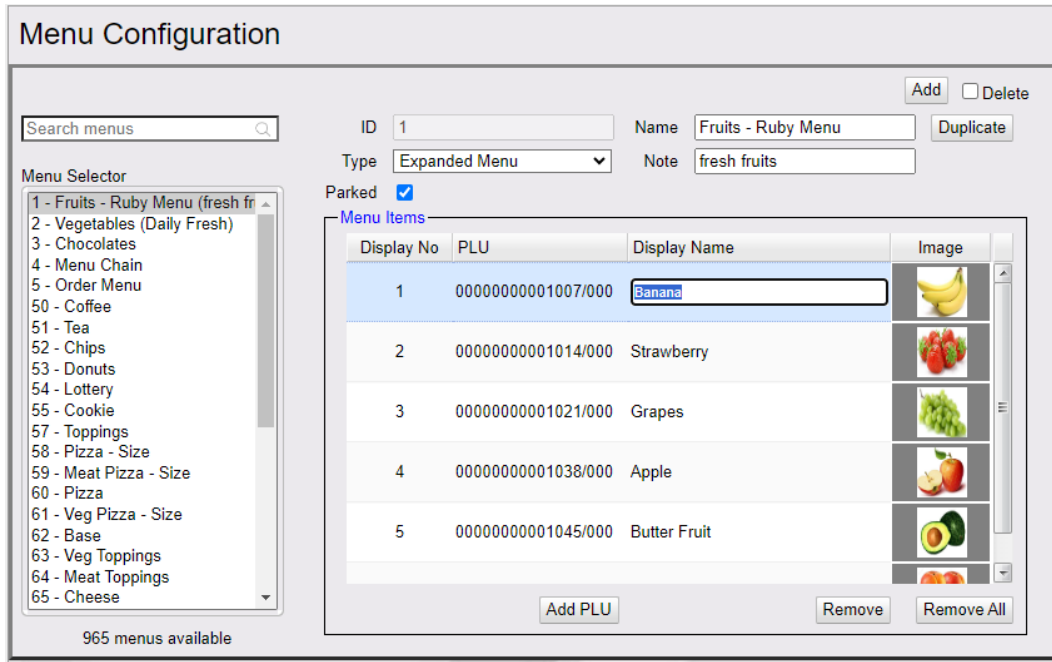 Menu Configuration
Add Delete
Search menus
ID 1 Name Fruits - Ruby Menu Duplicate
Type Expanded Menu Note fresh fruits
Parked
Menu Selector
1 - Fruits - Ruby Menu (fresh fr
2 - Vegetables (Daily Fresh)
3 - Chocolates
4 - Menu Chain
5 - Order Menu
50 - Coffee
51 - Tea
52 - Chips
53 - Donuts
54 - Lottery
55 - Cookie
57 - Toppings
58 - Pizza - Size
59 - Meat Pizza - Size
60 - Pizza
61 - Veg Pizza - Size
62 - Base
63 - Veg Toppings
64 - Meat Toppings
65 - Cheese
965 menus available
Menu Items
Display No PLU Display Name Image
1 00000000001007/000 Banana
2 00000000001014/000 Strawberry
3 00000000001021/000 Grapes
4 00000000001038/000 Apple
5 00000000001045/000 Butter Fruit
Add PLU Remove Remove All